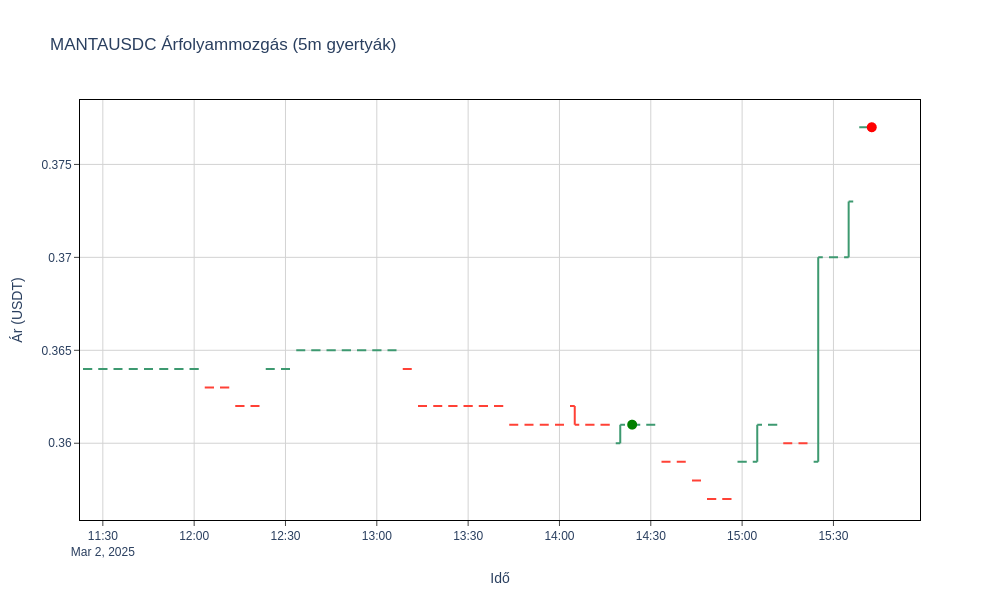 MANTAUSDC Árfolyammozgás (5m gyertyák)
Ár (USDT)
0.375
0.37
0.365
0.36
11:30 12:00 12:30 13:00 13:30 14:00 14:30 15:00 15:30
Mar 2, 2025
Idő